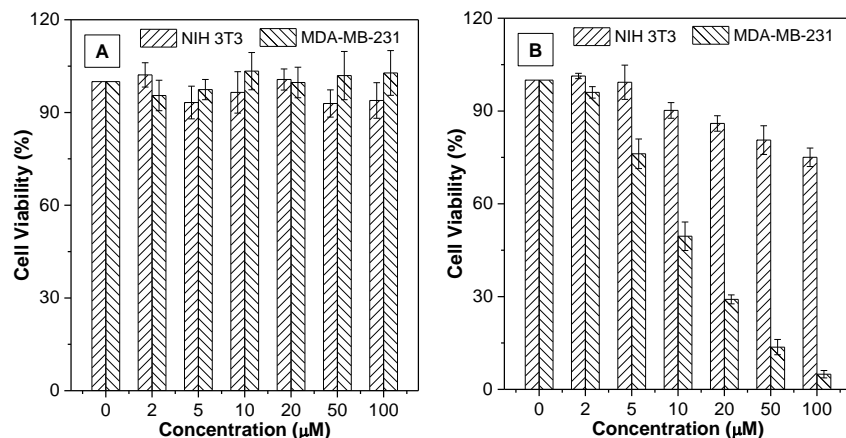 A
NIH 3T3
MDA-MB-231
120
90
60
30
0
Cell Viability (%)
0 2 5 10 20 50 100
Concentration (μM)
B
NIH 3T3
MDA-MB-231
120
90
60
30
0
Cell Viability (%)
0 2 5 10 20 50 100
Concentration (μM)